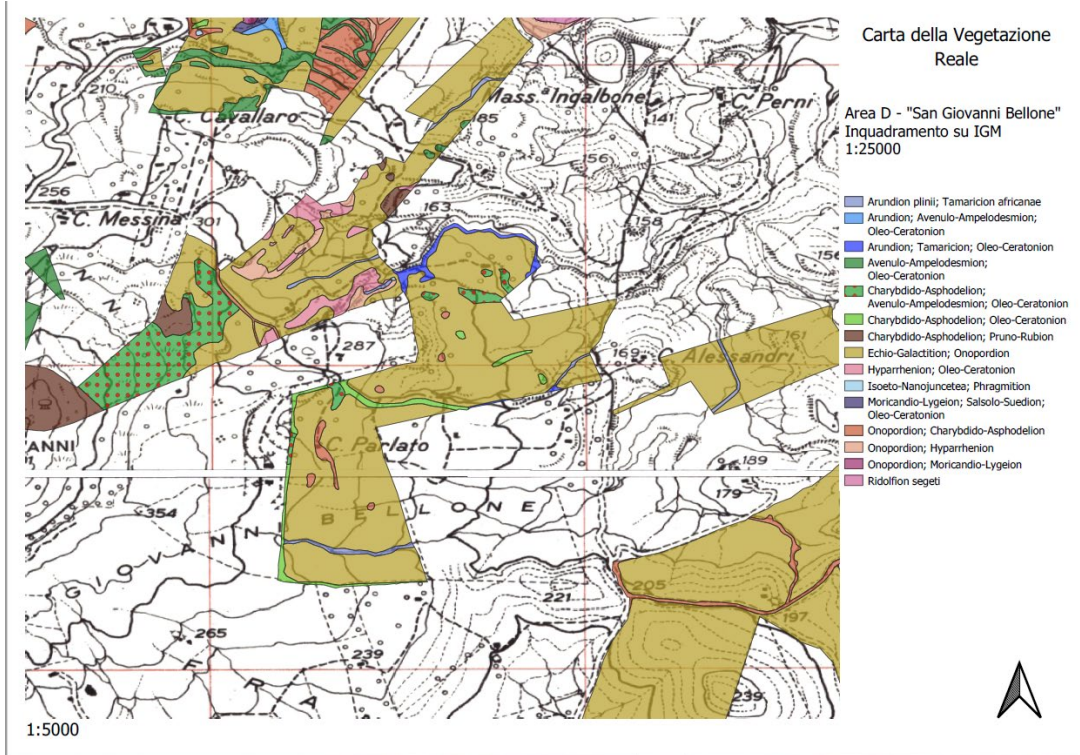 Carta della Vegetazione
Reale
Area D - "San Giovanni Bellone"
Inquadramento su IGM
1:25000
Arundion plinii; Tamaricion africanae
Arundion; Avenulo-Ampelodesmion;
Oleo-Ceratonion
Arundion; Tamaricion; Oleo-Ceratonion
Avenulo-Ampelodesmion;
Oleo-Ceratonion
Charybdido-Asphodelion;
Avenulo-Ampelodesmion; Oleo-Ceratonion
Charybdido-Asphodelion; Oleo-Ceratonion
Charybdido-Asphodelion; Pruno-Rubion
Echio-Galactition; Onopordion
Hyparrhenion; Oleo-Ceratonion
Isoeto-Nanojuncetea; Phragmition
Moricandio-Lygeion; Salsolo-Suedion;
Oleo-Ceratonion
Onopordion; Charybdido-Asphodelion
Onopordion; Hyparrhenion
Onopordion; Moricandio-Lygeion
Ridolfion segeti
210
Cavallaro
Mass.a Ingalbone
C. Perni
185
141
256
156
C. Messina
301
163
158
156
287
169
Alessandri
161
ANNI
C. Parlato
189
179
354
GIOVANNI BELLONE
205
221
197
265
239
239
1:5000